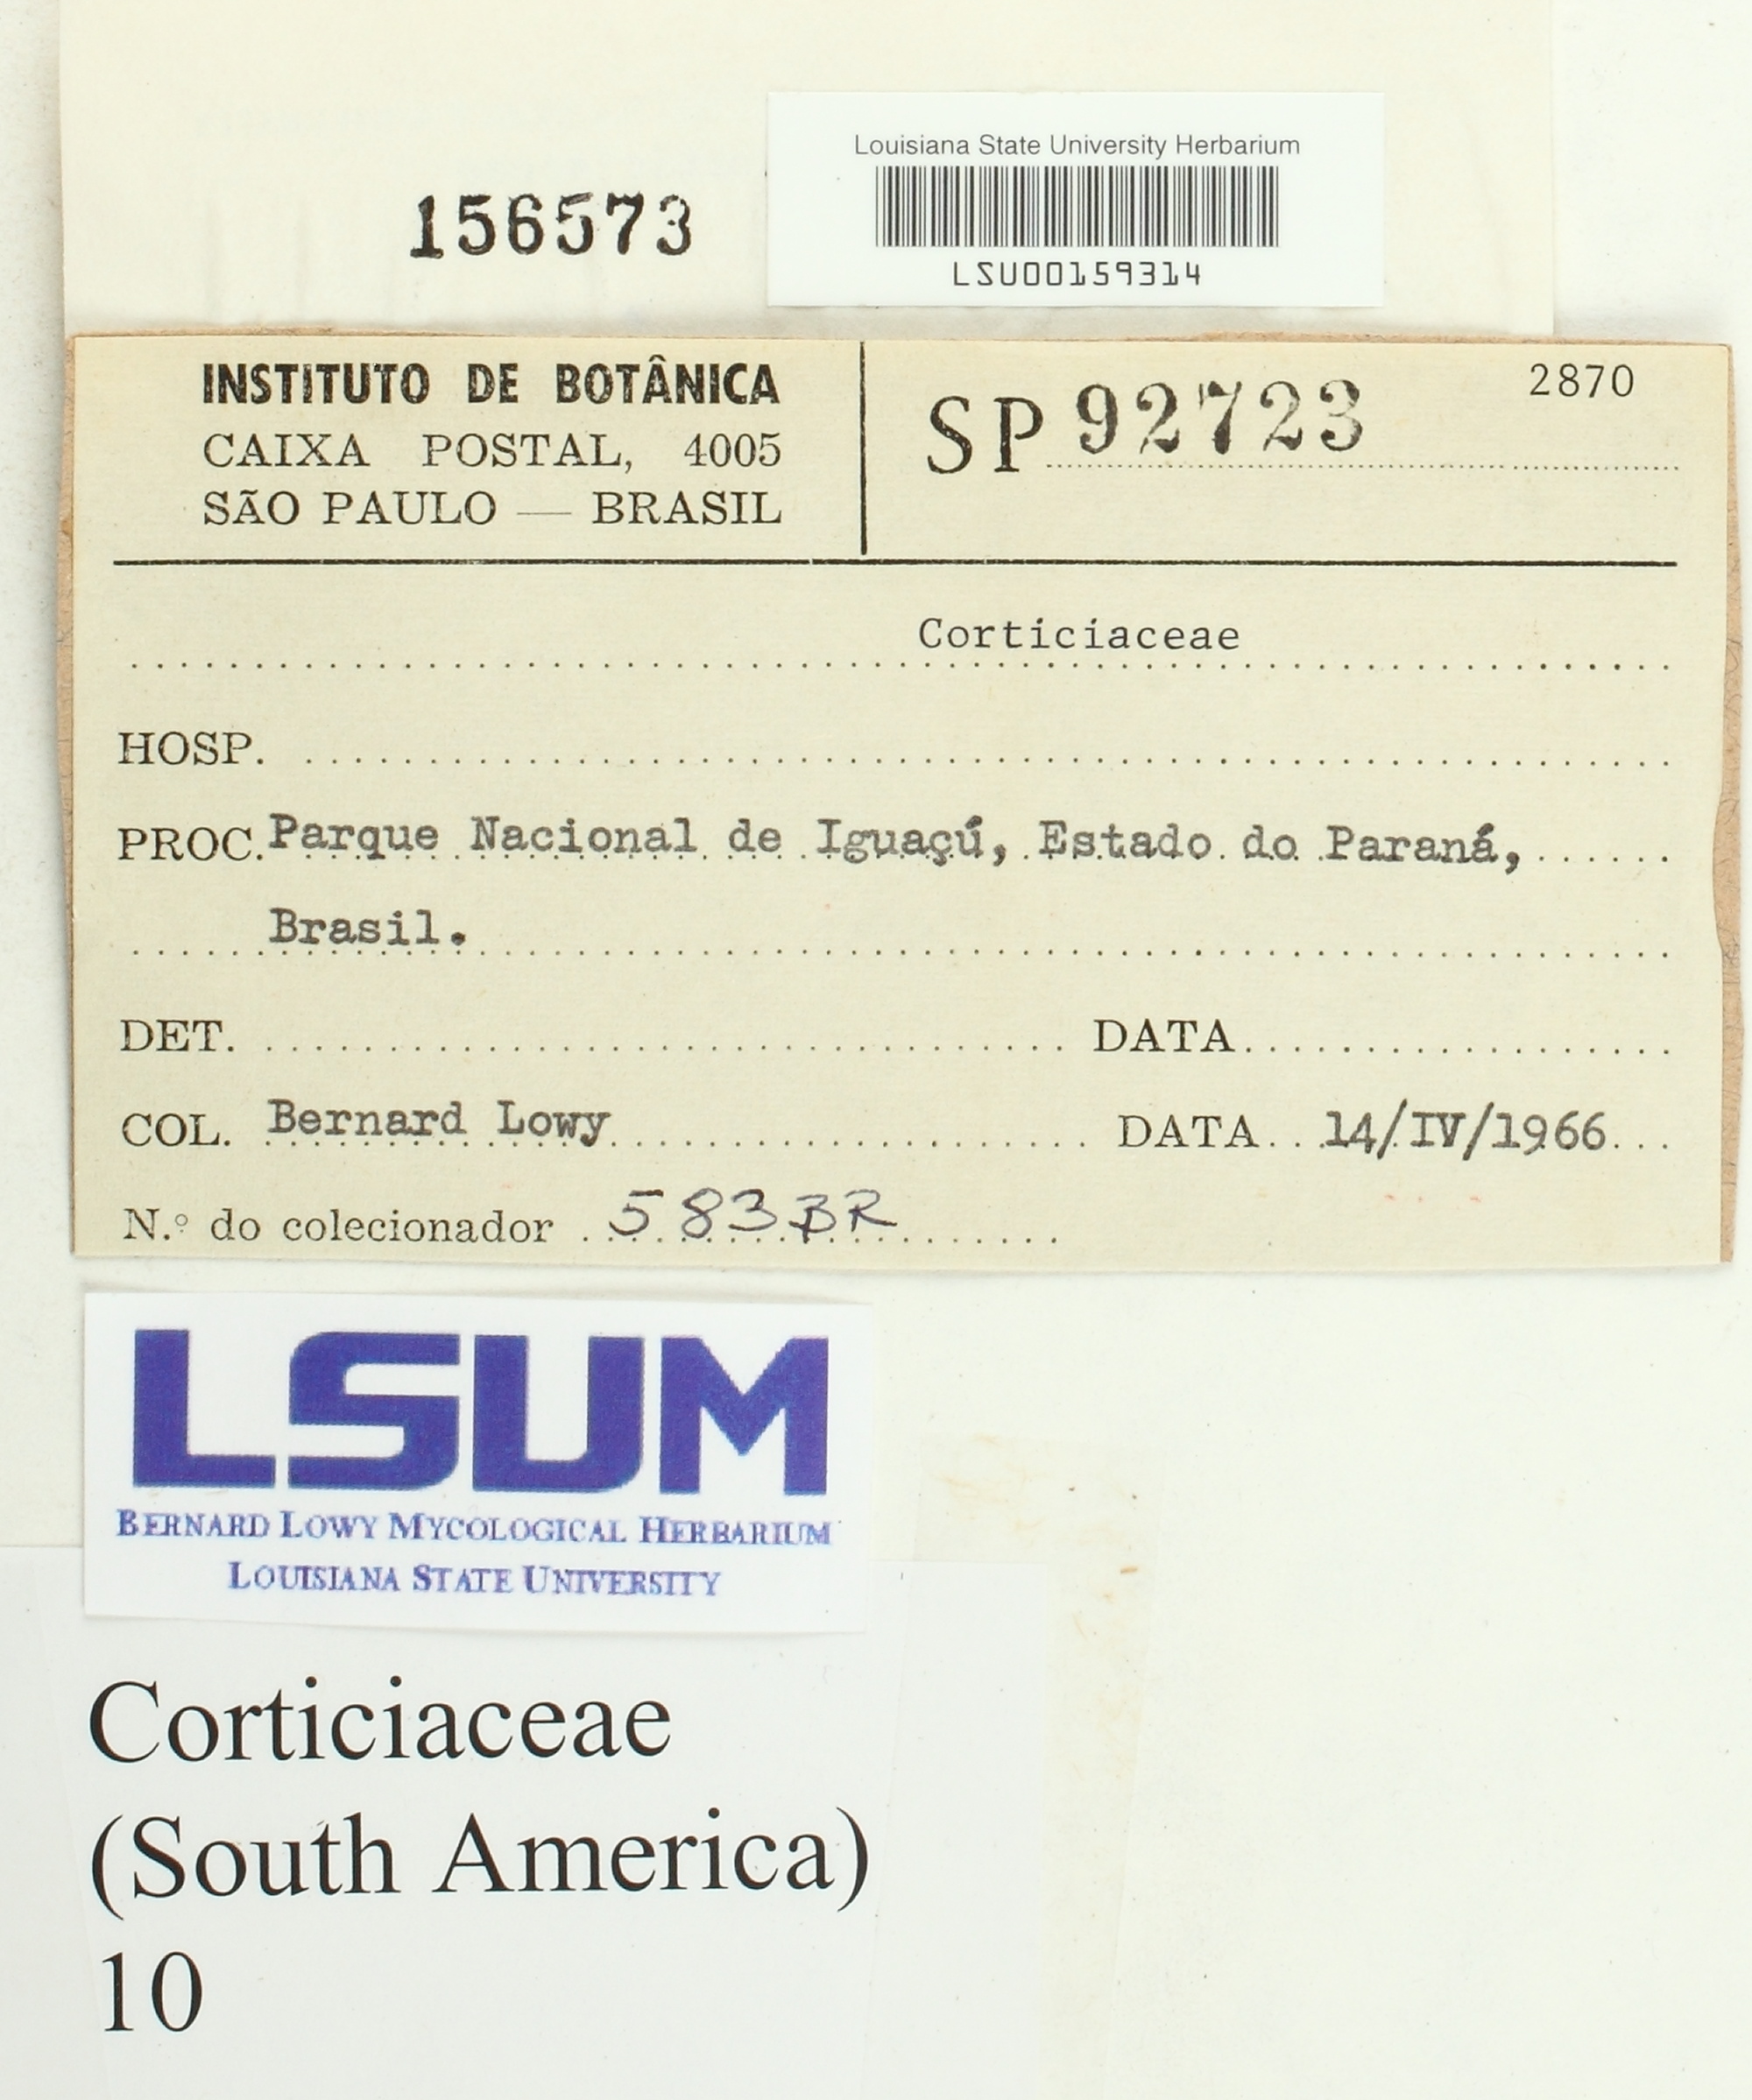 Louisiana State University Herbarium
156573
LSU00159314
INSTITUTO DE BOTÂNICA
CAIXA POSTAL, 4005
SÃO PAULO — BRASIL
SP 92723
2870
Corticiaceae
HOSP.
PROC. Parque Nacional de Iguaçú, Estado do Paraná,
Brasil.
DET. DATA
COL. Bernard Lowy DATA 14/IV/1966
N.º do colecionador 583BR
LSUM
BERNARD LOWY MYCOLOGICAL HERBARIUM
LOUISIANA STATE UNIVERSITY
Corticiaceae
(South America)
10